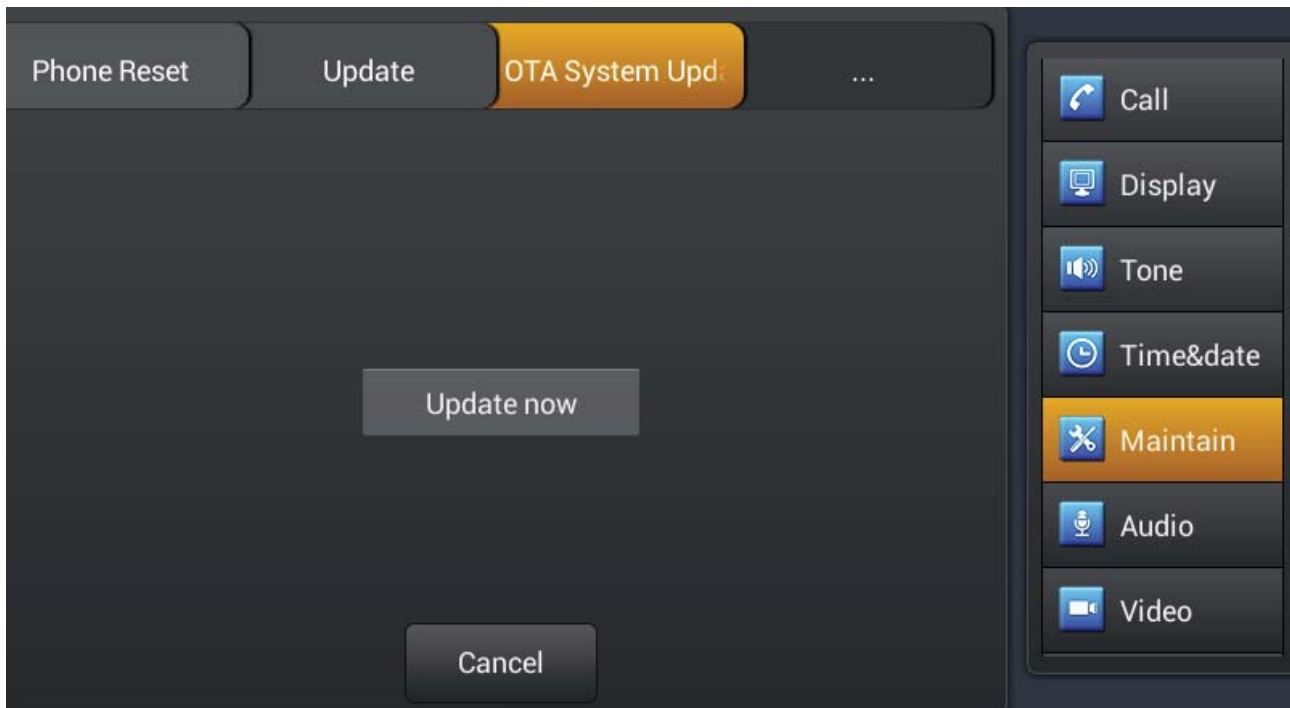 Phone Reset
Update
OTA System Upd
...
Update now
Cancel
Call
Display
Tone
Time&date
Maintain
Audio
Video